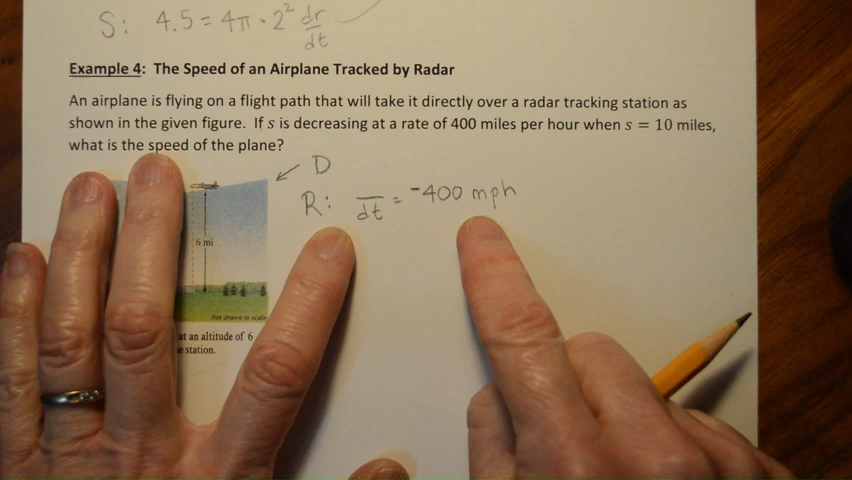 S: 4.5 = 4π · 2² dr/dt
Example 4: The Speed of an Airplane Tracked by Radar
An airplane is flying on a flight path that will take it directly over a radar tracking station as
shown in the given figure. If s is decreasing at a rate of 400 miles per hour when s = 10 miles,
what is the speed of the plane?
D
R: dt = -400 mph
6 mi
Not drawn to scale
at an altitude of 6
station.